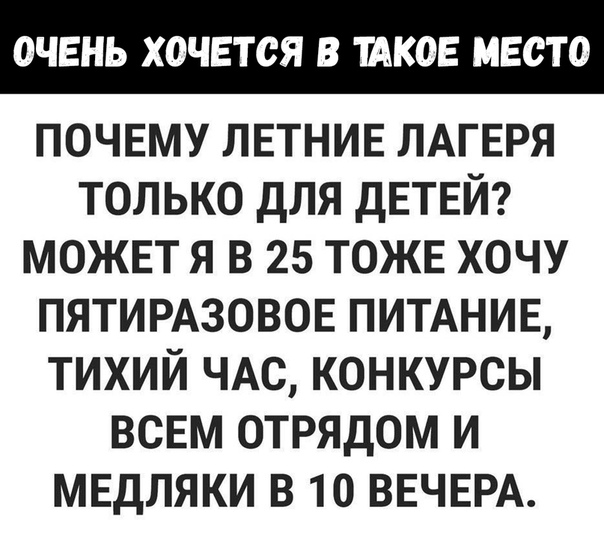 ОЧЕНЬ ХОЧЕТСЯ В ТАКОЕ МЕСТО
ПОЧЕМУ ЛЕТНИЕ ЛАГЕРЯ
ТОЛЬКО ДЛЯ ДЕТЕЙ?
МОЖЕТ Я В 25 ТОЖЕ ХОЧУ
ПЯТИРАЗОВОЕ ПИТАНИЕ,
ТИХИЙ ЧАС, КОНКУРСЫ
ВСЕМ ОТРЯДОМ И
МЕДЛЯКИ В 10 ВЕЧЕРА.